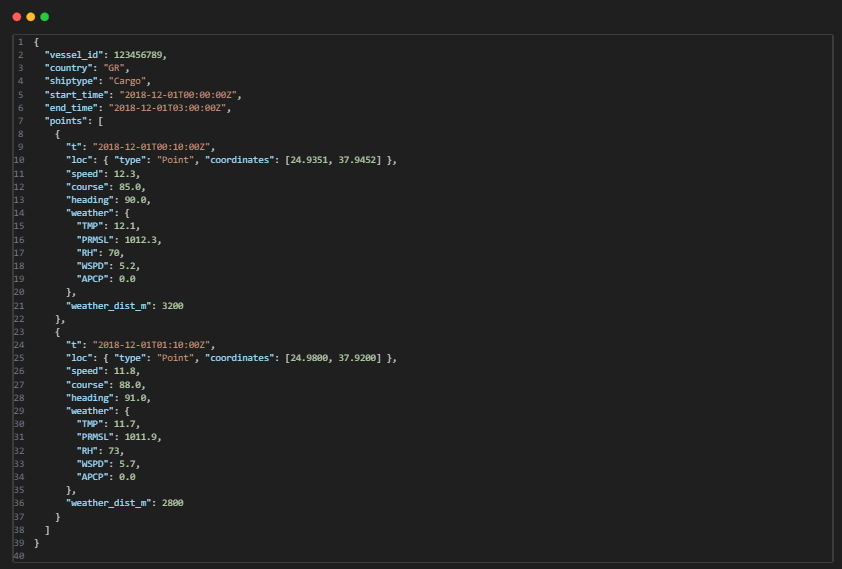 1 {
2   "vessel_id": 123456789,
3   "country": "GR",
4   "shiptype": "Cargo",
5   "start_time": "2018-12-01T00:00:00Z",
6   "end_time": "2018-12-01T03:00:00Z",
7   "points": [
8     {
9       "t": "2018-12-01T00:10:00Z",
10       "loc": { "type": "Point", "coordinates": [24.9351, 37.9452] },
11       "speed": 12.3,
12       "course": 85.0,
13       "heading": 90.0,
14       "weather": {
15         "TMP": 12.1,
16         "PRMSL": 1012.3,
17         "RH": 70,
18         "WSPD": 5.2,
19         "APCP": 0.0
20       },
21       "weather_dist_m": 3200
22     },
23     {
24       "t": "2018-12-01T01:10:00Z",
25       "loc": { "type": "Point", "coordinates": [24.9800, 37.9200] },
26       "speed": 11.8,
27       "course": 88.0,
28       "heading": 91.0,
29       "weather": {
30         "TMP": 11.7,
31         "PRMSL": 1011.9,
32         "RH": 73,
33         "WSPD": 5.7,
34         "APCP": 0.0
35       },
36       "weather_dist_m": 2800
37     }
38   ]
39 }
40